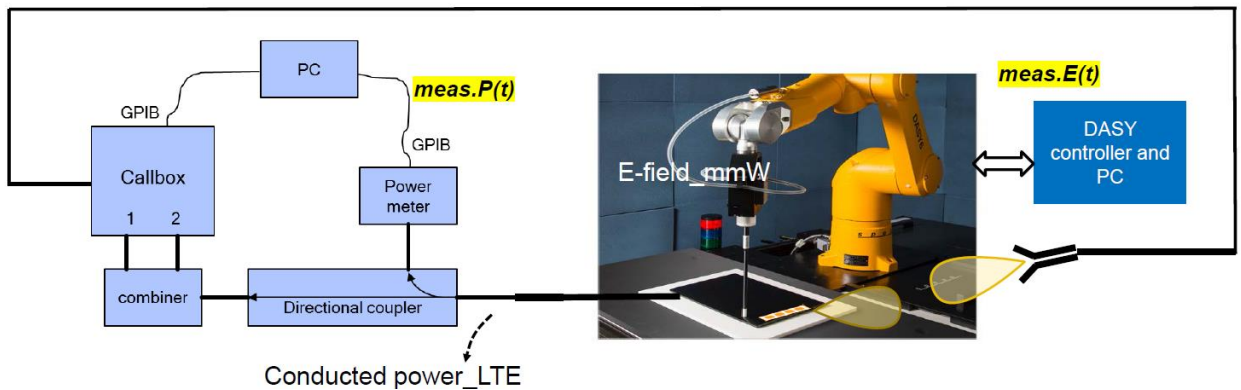 PC
meas.P(t)
meas.E(t)
GPIB
GPIB
Callbox
1 2
Power
meter
E-field_mmW
DASY
controller and
PC
combiner
Directional coupler
Conducted power_LTE